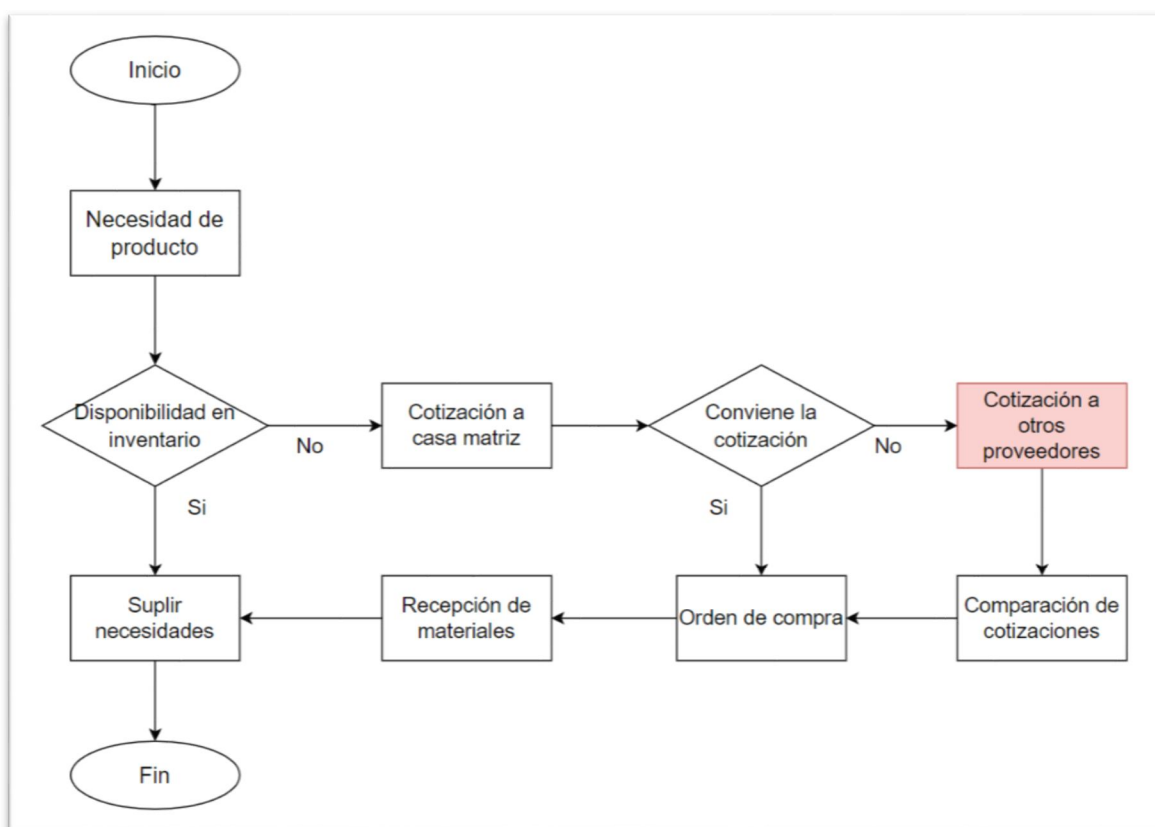 Inicio
Necesidad de
producto
Disponibilidad en
inventario
No
Cotización a
casa matriz
Conviene la
cotización
No
Cotización a
otros
proveedores
Si
Si
Suplir
necesidades
Recepción de
materiales
Orden de compra
Comparación de
cotizaciones
Fin